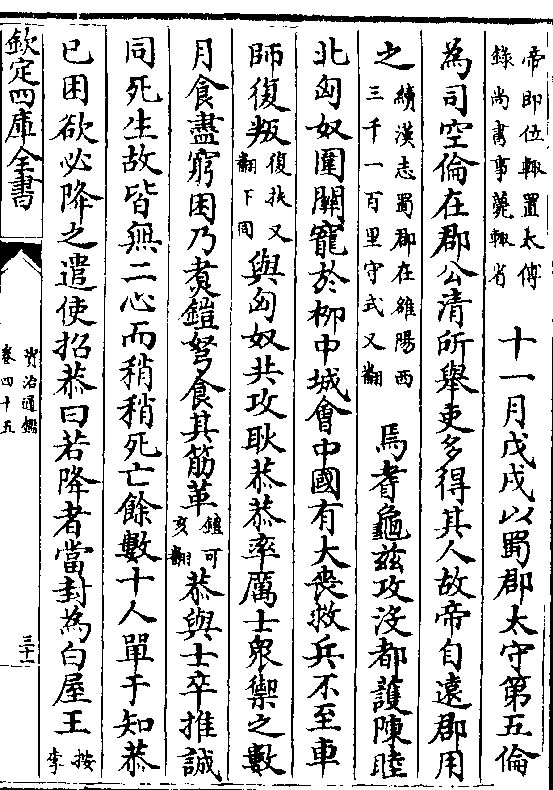 帝即位輒置太傅
錄尚書事薨輒省
十一月戊戌以蜀郡太守第五倫
為司空倫在郡公清所舉吏多得其人故帝自遠郡用
之
續漢志蜀郡在雒陽西
三千一百里守式又翻
焉耆龜兹攻沒都護陳睦
北匈奴圍關寵於柳中城會中國有大喪救兵不至車
師復叛
復扶又
翻下同
與匈奴共攻耿恭恭率厲士衆禦之數
月食盡窮困乃煑鎧弩食其筋革
鎧可
亥翻
恭與士卒推誠
同死生故皆無二心而稍稍死亡餘數十人單于知恭
已困欲必降之遣使招恭曰若降者當封為白屋王
按
李
欽定四庫全書
資治通鑑
卷四十五
三十一